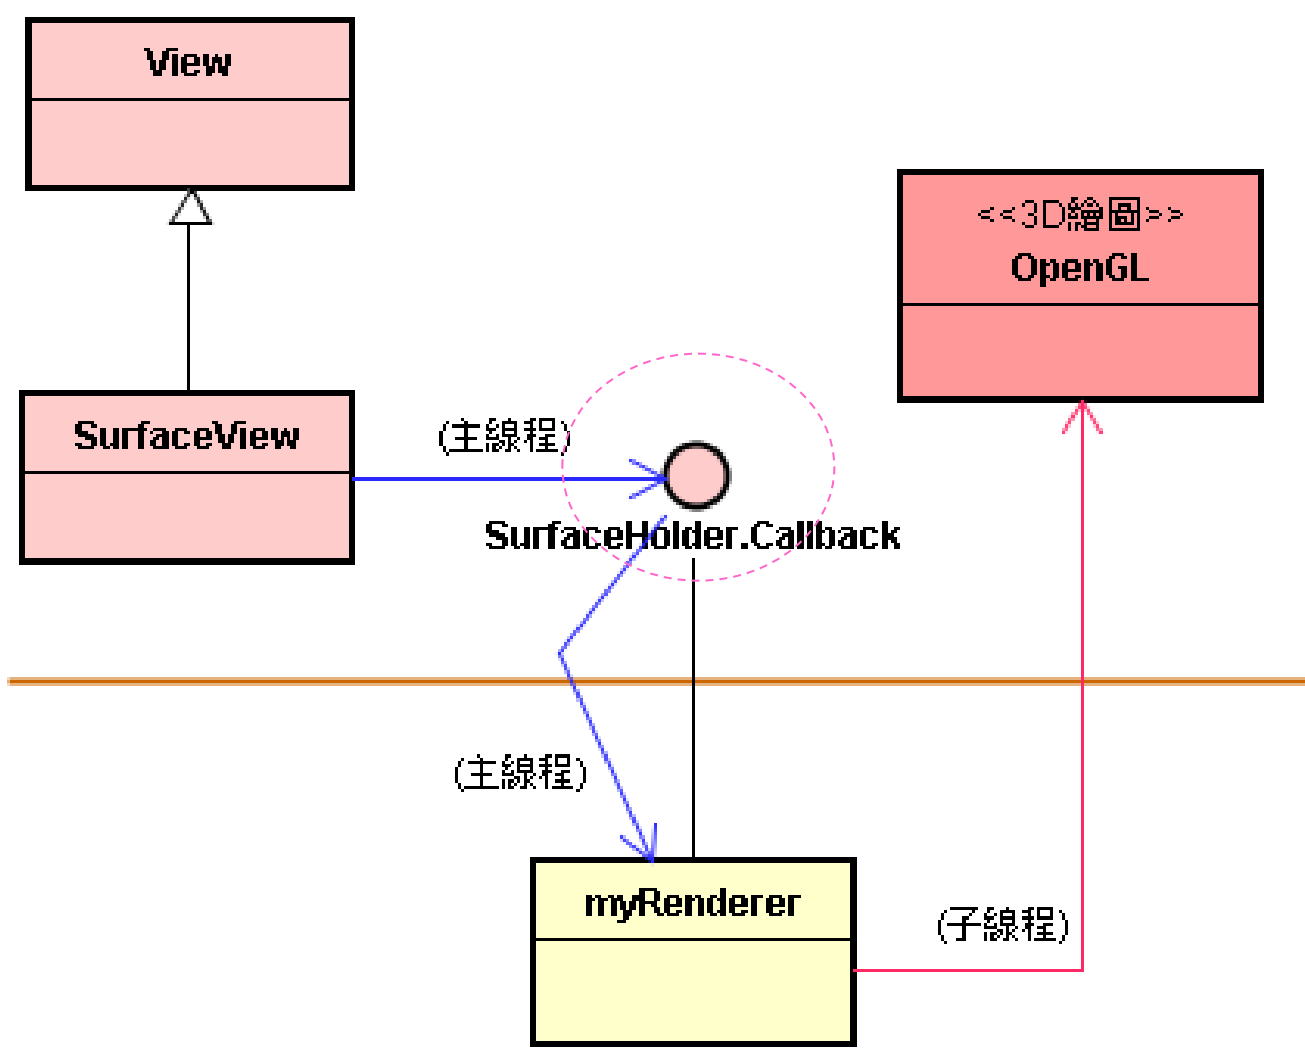 View
<<3D繪圖>>
OpenGL
SurfaceView
(主線程)
SurfaceHolder.Callback
(主線程)
myRenderer
(子線程)